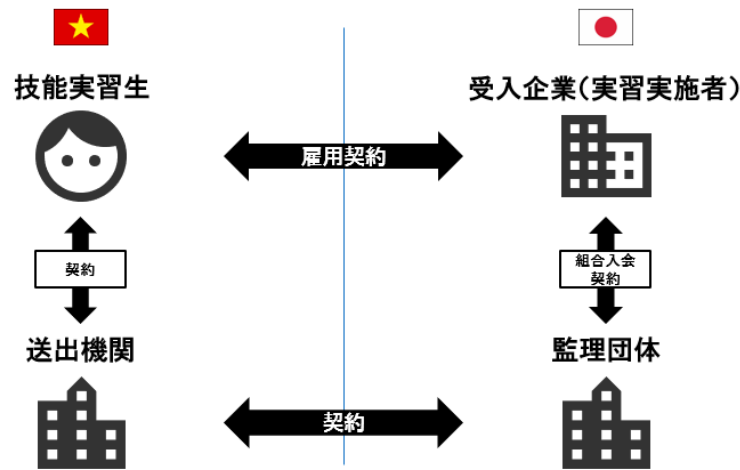 技能実習生
受入企業(実習実施者)
雇用契約
契約
組合入会
契約
送出機関
監理団体
契約